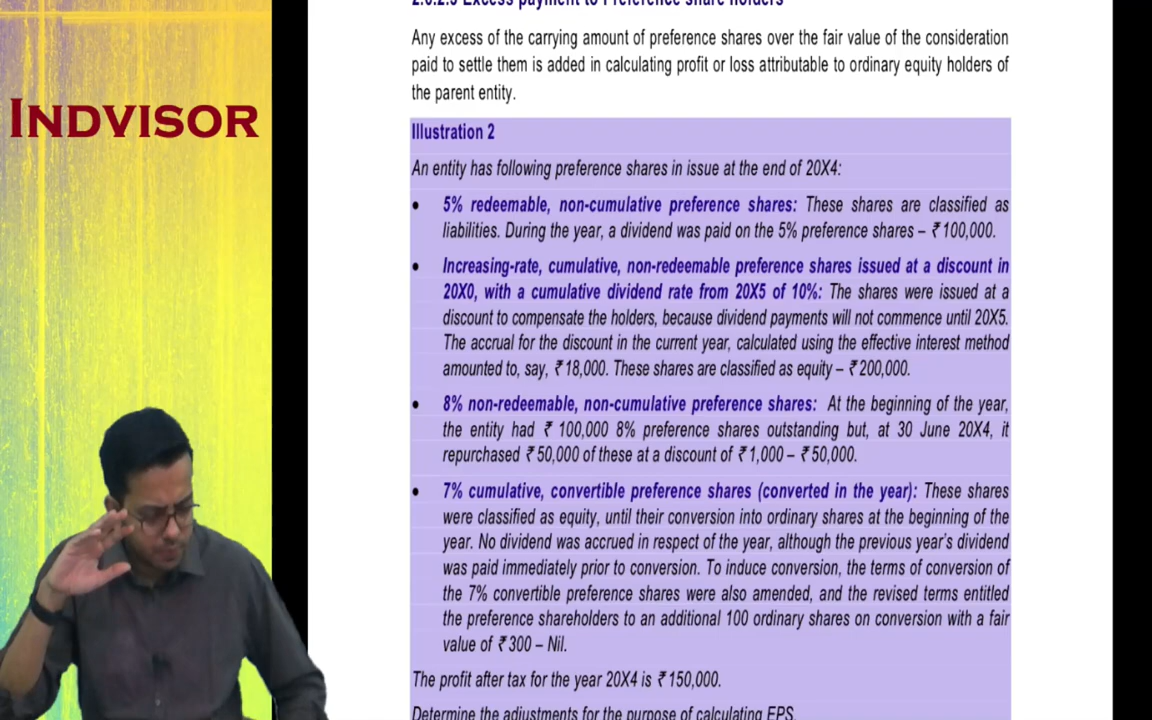 2.6.2.3 Excess payment to Preference share holders
Any excess of the carrying amount of preference shares over the fair value of the consideration
paid to settle them is added in calculating profit or loss attributable to ordinary equity holders of
the parent entity.
INDVISOR
Illustration 2
An entity has following preference shares in issue at the end of 20X4:
• 5% redeemable, non-cumulative preference shares: These shares are classified as
liabilities. During the year, a dividend was paid on the 5% preference shares – ₹ 100,000.
• Increasing-rate, cumulative, non-redeemable preference shares issued at a discount in
20X0, with a cumulative dividend rate from 20X5 of 10%: The shares were issued at a
discount to compensate the holders, because dividend payments will not commence until 20X5.
The accrual for the discount in the current year, calculated using the effective interest method
amounted to, say, ₹ 18,000. These shares are classified as equity – ₹ 200,000.
• 8% non-redeemable, non-cumulative preference shares: At the beginning of the year,
the entity had ₹ 100,000 8% preference shares outstanding but, at 30 June 20X4, it
repurchased ₹ 50,000 of these at a discount of ₹ 1,000 – ₹ 50,000.
• 7% cumulative, convertible preference shares (converted in the year): These shares
were classified as equity, until their conversion into ordinary shares at the beginning of the
year. No dividend was accrued in respect of the year, although the previous year's dividend
was paid immediately prior to conversion. To induce conversion, the terms of conversion of
the 7% convertible preference shares were also amended, and the revised terms entitled
the preference shareholders to an additional 100 ordinary shares on conversion with a fair
value of ₹ 300 – Nil.
The profit after tax for the year 20X4 is ₹ 150,000.
Determine the adjustments for the purpose of calculating EPS.